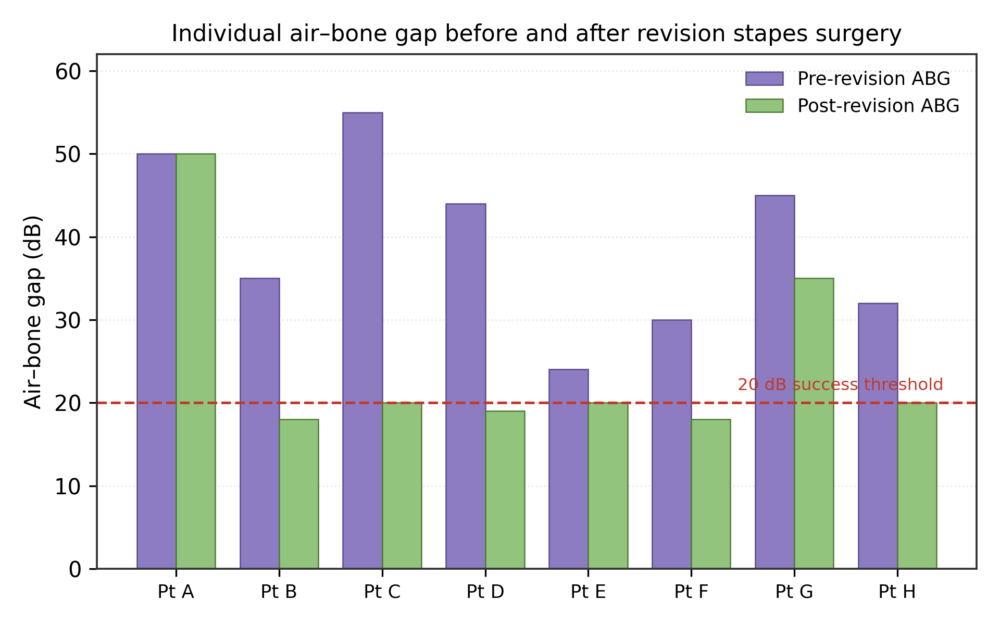 Individual air–bone gap before and after revision stapes surgery
Pre-revision ABG
Post-revision ABG
Air–bone gap (dB)
60
50
40
30
20
10
0
20 dB success threshold
Pt A
Pt B
Pt C
Pt D
Pt E
Pt F
Pt G
Pt H